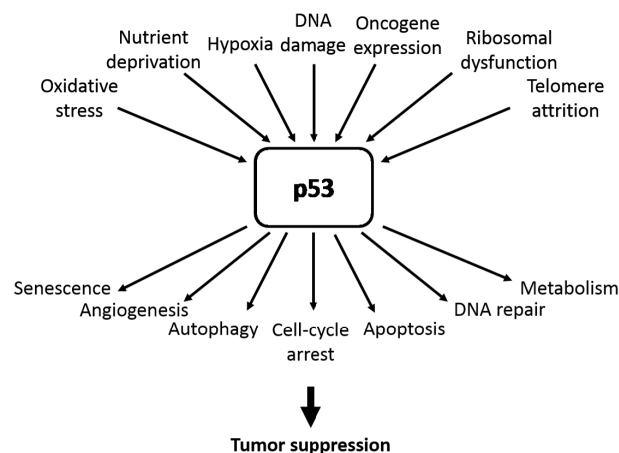 Oxidative
stress
Nutrient
deprivation
Hypoxia
DNA
damage
Oncogene
expression
Ribosomal
dysfunction
Telomere
attrition
p53
Senescence
Angiogenesis
Autophagy
Cell-cycle
arrest
Apoptosis
DNA repair
Metabolism
Tumor suppression